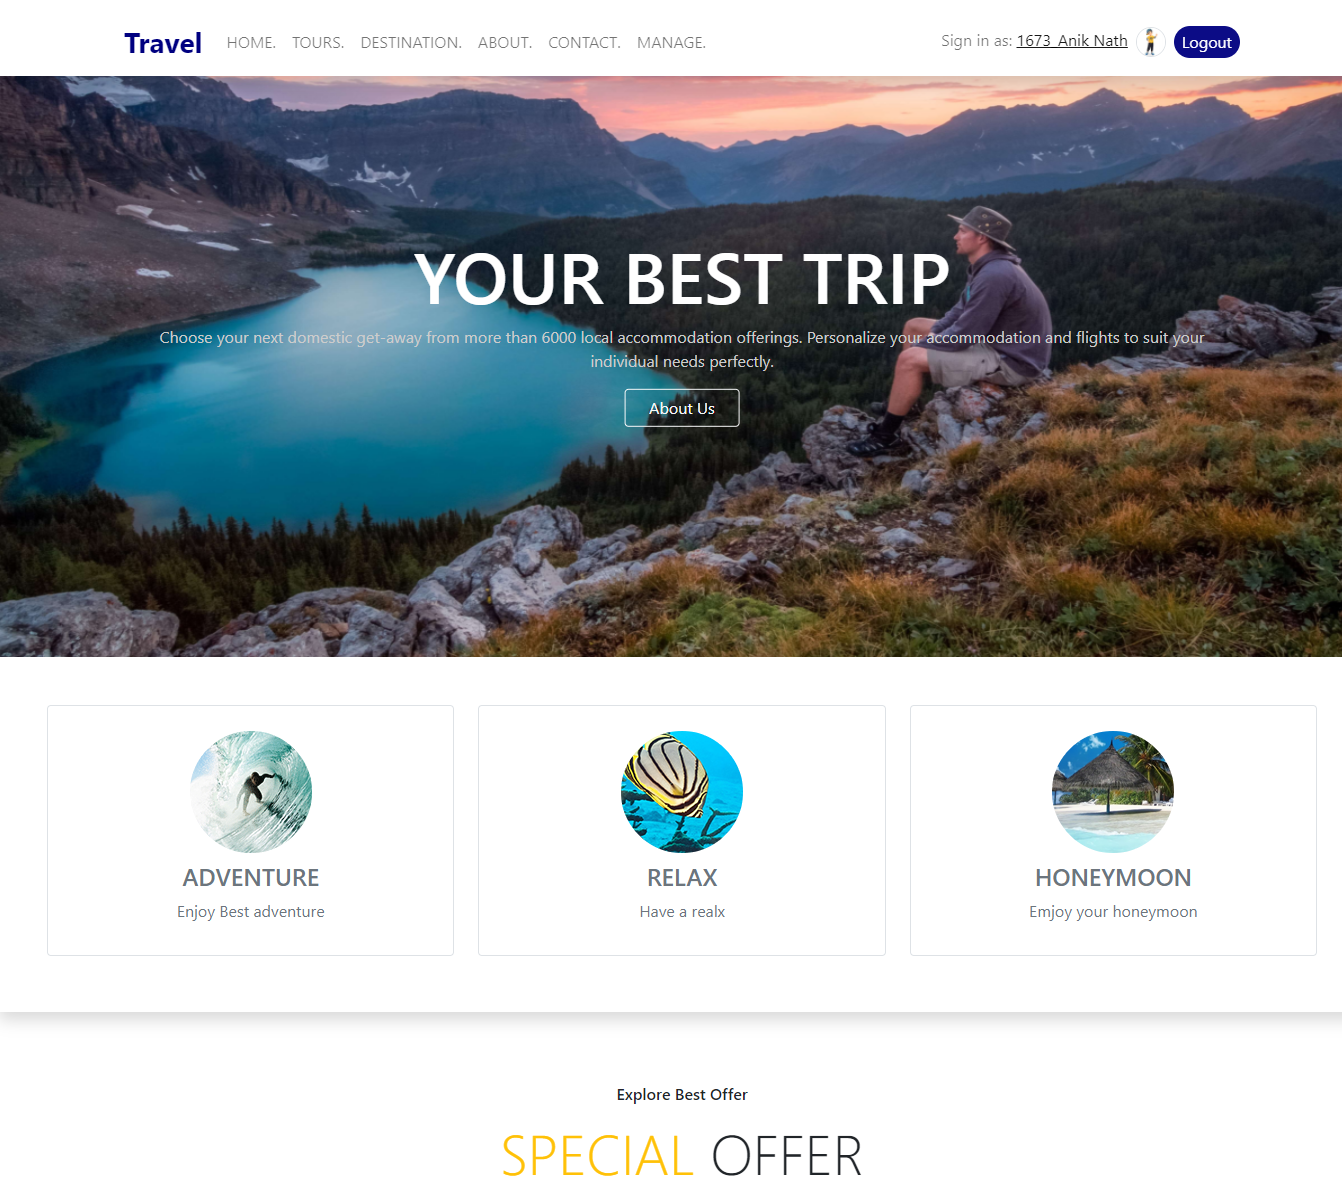 Travel HOME. TOURS. DESTINATION. ABOUT. CONTACT. MANAGE. Sign in as: 1673_Anik Nath Logout
YOUR BEST TRIP
Choose your next domestic get-away from more than 6000 local accommodation offerings. Personalize your accommodation and flights to suit your
individual needs perfectly.
About Us
ADVENTURE
Enjoy Best adventure
RELAX
Have a realx
HONEYMOON
Emjoy your honeymoon
Explore Best Offer
SPECIAL OFFER